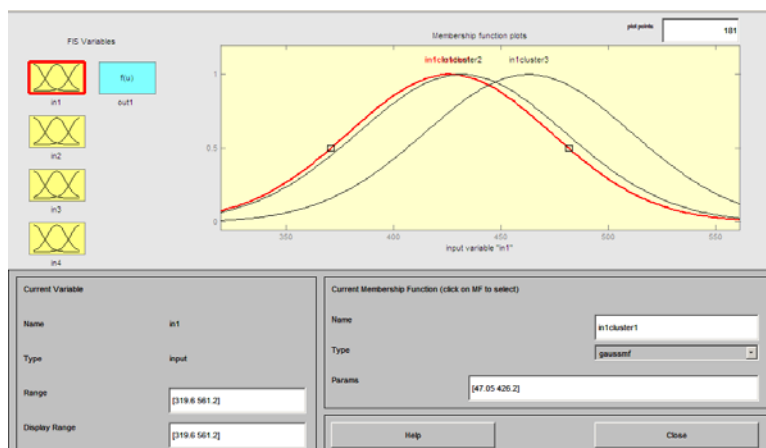 FIS Variables
Membership function plots
plot points:
181
f(u)
in1
out1
in2
in3
in4
in1cluster2
in1cluster3
1
0.5
0
350
400
450
500
550
input variable "in1"
Current Variable
Name
in1
Type
input
Range
[319.6 561.2]
Display Range
[319.6 561.2]
Current Membership Function (click on MF to select)
Name
in1cluster1
Type
gaussmf
Params
[47.05 426.2]
Help
Close